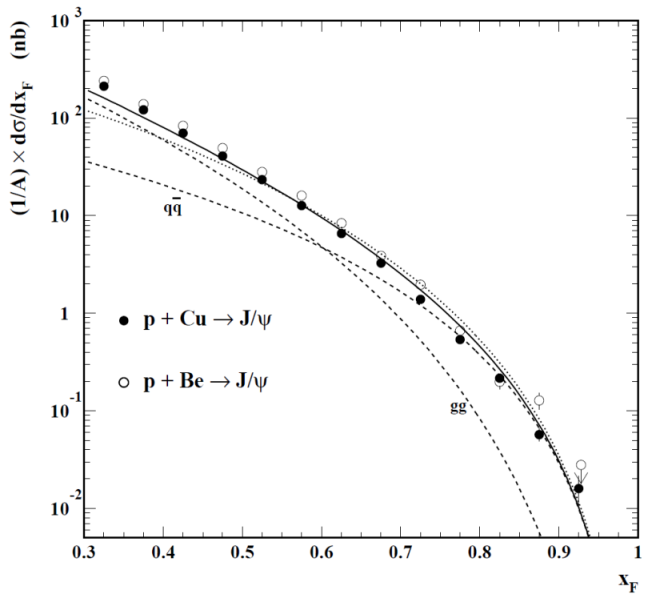 (1/A) × dσ/dx_F (nb)
10³
10²
10
1
10⁻¹
10⁻²
qq̄
gg
● p + Cu → J/ψ
○ p + Be → J/ψ
0.3 0.4 0.5 0.6 0.7 0.8 0.9 1
x_F